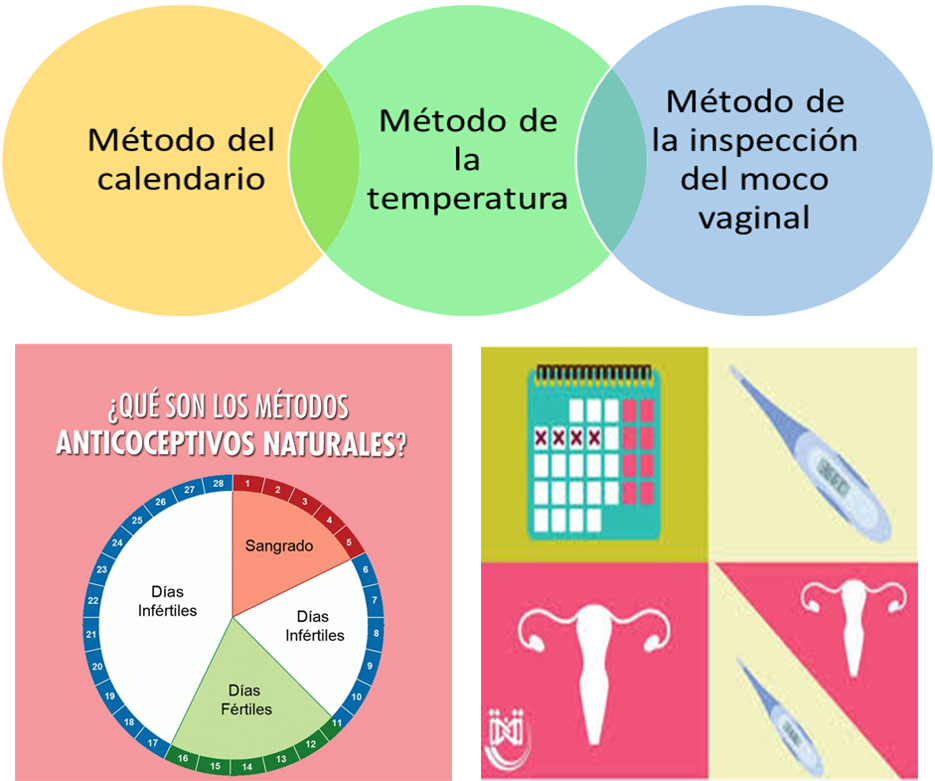 Método del
calendario
Método de
la
temperatura
Método de
la inspección
del moco
vaginal
¿QUÉ SON LOS MÉTODOS
ANTICOCEPTIVOS NATURALES?
1
2
3
4
5
6
7
8
9
10
11
12
13
14
15
16
17
18
19
20
21
22
23
24
25
26
27
28
Sangrado
Días
Infértiles
Días
Fértiles
Días
Infértiles